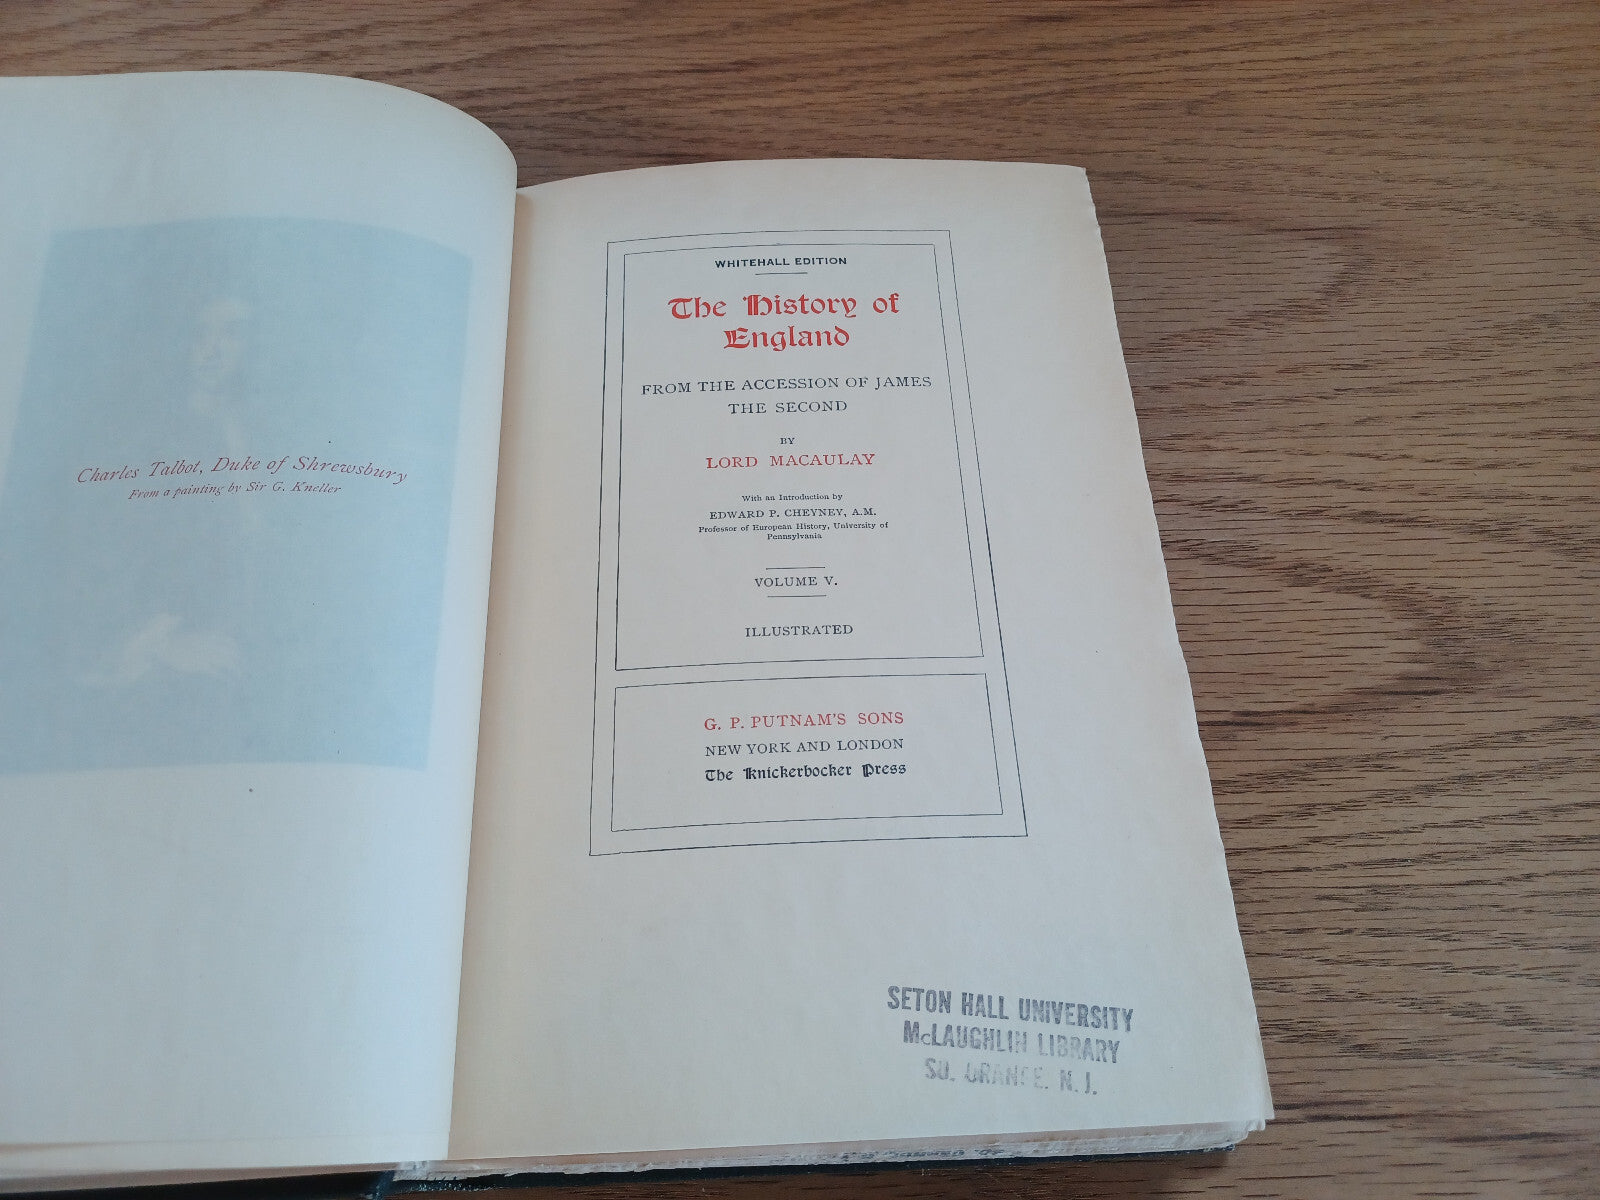 Charles Talbot, Duke of Shrewsbury
From a painting by Sir G. Kneller
WHITEHALL EDITION
The History of
England
FROM THE ACCESSION OF JAMES
THE SECOND
BY
LORD MACAULAY
With an Introduction by
EDWARD P. CHEYNEY, A.M.
Professor of European History, University of
Pennsylvania
VOLUME V.
ILLUSTRATED
G. P. PUTNAM'S SONS
NEW YORK AND LONDON
The Knickerbocker Press
SETON HALL UNIVERSITY
McLAUGHLIN LIBRARY
SO. ORANGE. N. J.